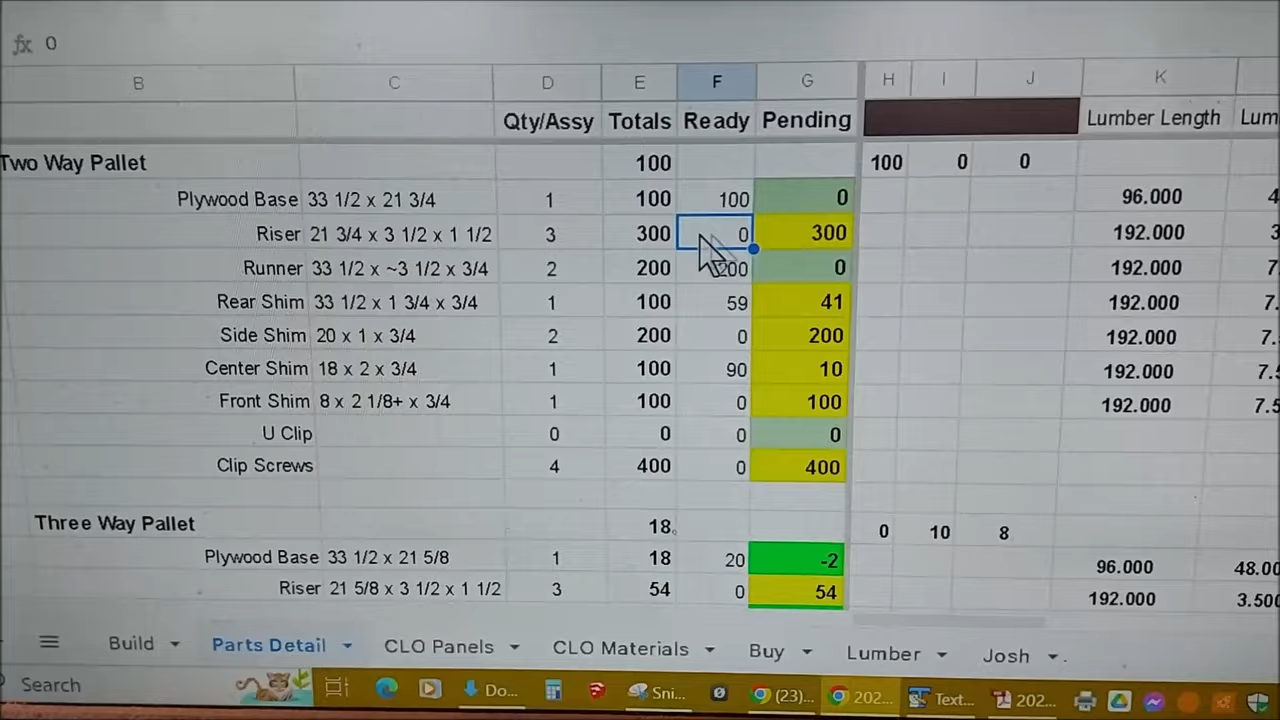 fx 0
B C D E F G H I J K
Qty/Assy Totals Ready Pending Lumber Length Lum
Two Way Pallet 100 100 0 0
Plywood Base 33 1/2 x 21 3/4 1 100 100 0 96.000 4
Riser 21 3/4 x 3 1/2 x 1 1/2 3 300 0 300 192.000 3
Runner 33 1/2 x ~3 1/2 x 3/4 2 200 200 0 192.000 7.
Rear Shim 33 1/2 x 1 3/4 x 3/4 1 100 59 41 192.000 7.
Side Shim 20 x 1 x 3/4 2 200 0 200 192.000 7.
Center Shim 18 x 2 x 3/4 1 100 90 10 192.000 7.5
Front Shim 8 x 2 1/8+ x 3/4 1 100 0 100 192.000 7.5
U Clip 0 0 0 0
Clip Screws 4 400 0 400
Three Way Pallet 18 0 10 8
Plywood Base 33 1/2 x 21 5/8 1 18 20 -2 96.000 48.00
Riser 21 5/8 x 3 1/2 x 1 1/2 3 54 0 54 192.000 3.500
Build Parts Detail CLO Panels CLO Materials Buy Lumber Josh
Search Do... Sni... (23)... 202... Text... 202...